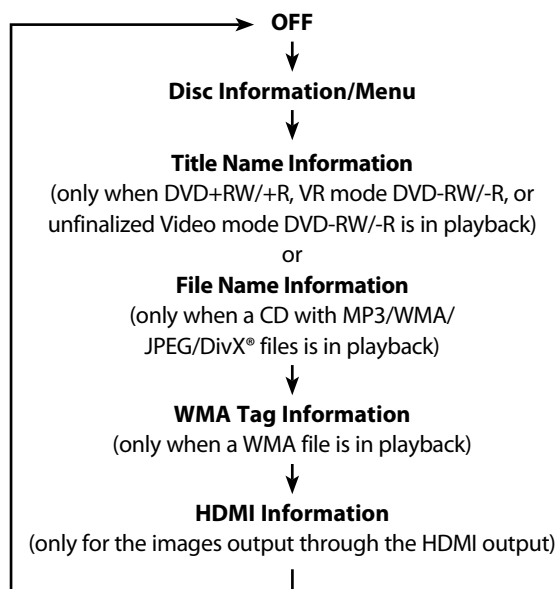 OFF
Disc Information/Menu
Title Name Information
(only when DVD+RW/+R, VR mode DVD-RW/-R, or
unfinalized Video mode DVD-RW/-R is in playback)
or
File Name Information
(only when a CD with MP3/WMA/
JPEG/DivX® files is in playback)
WMA Tag Information
(only when a WMA file is in playback)
HDMI Information
(only for the images output through the HDMI output)